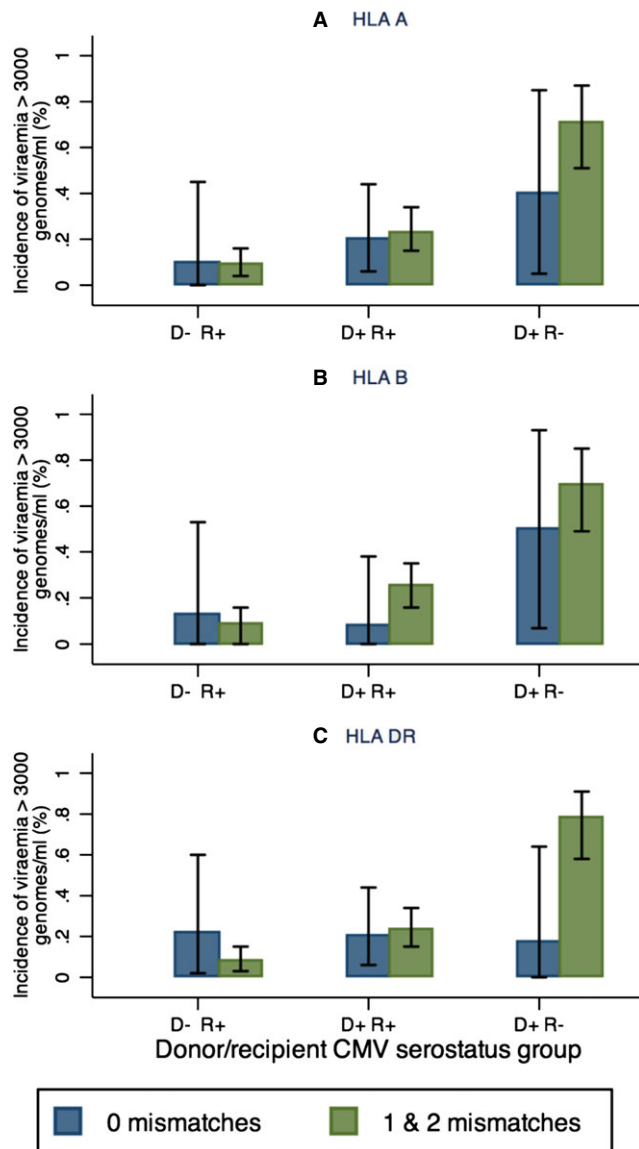 A HLA A
Incidence of viraemia > 3000
genomes/ml (%)
1
.8
.6
.4
.2
0
D- R+ D+ R+ D+ R-
B HLA B
Incidence of viraemia > 3000
genomes/ml (%)
1
.8
.6
.4
.2
0
D- R+ D+ R+ D+ R-
C HLA DR
Incidence of viraemia > 3000
genomes/ml (%)
1
.8
.6
.4
.2
0
D- R+ D+ R+ D+ R-
Donor/recipient CMV serostatus group
0 mismatches 1 & 2 mismatches